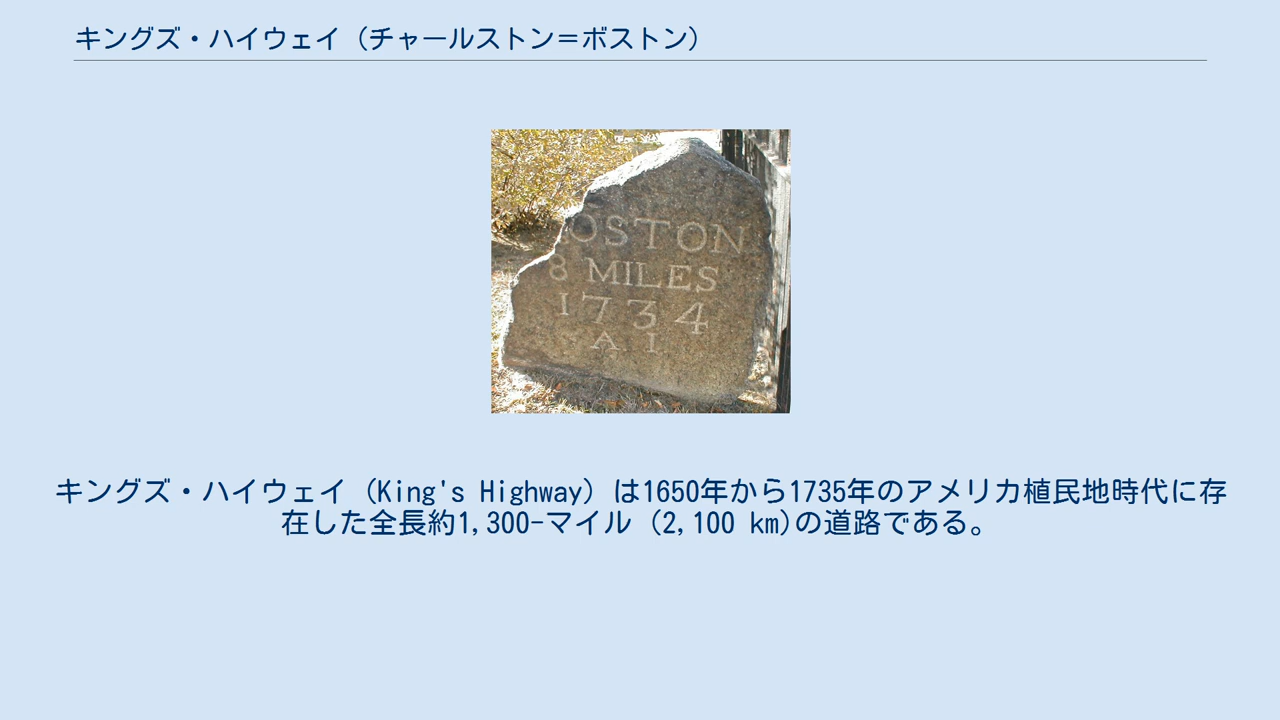 キングズ・ハイウェイ（チャールストン＝ボストン）
OSTON
8 MILES
1734
A I
キングズ・ハイウェイ（King's Highway）は1650年から1735年のアメリカ植民地時代に存
在した全長約1,300-マイル (2,100 km)の道路である。